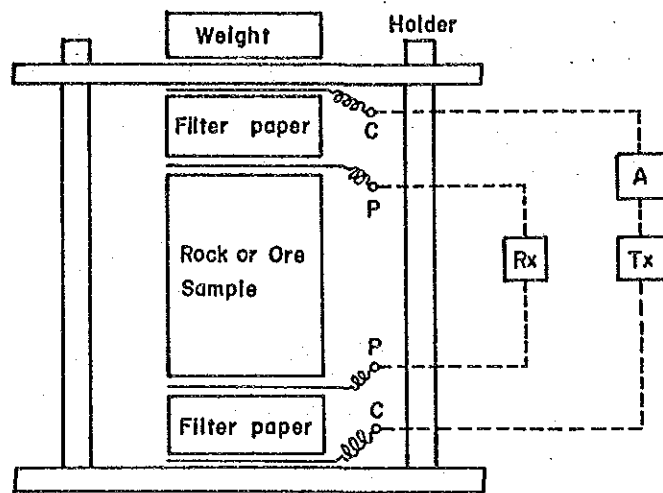 Weight
Holder
Filter paper
C
A
P
Rock or Ore
Sample
Rx
Tx
P
C
Filter paper